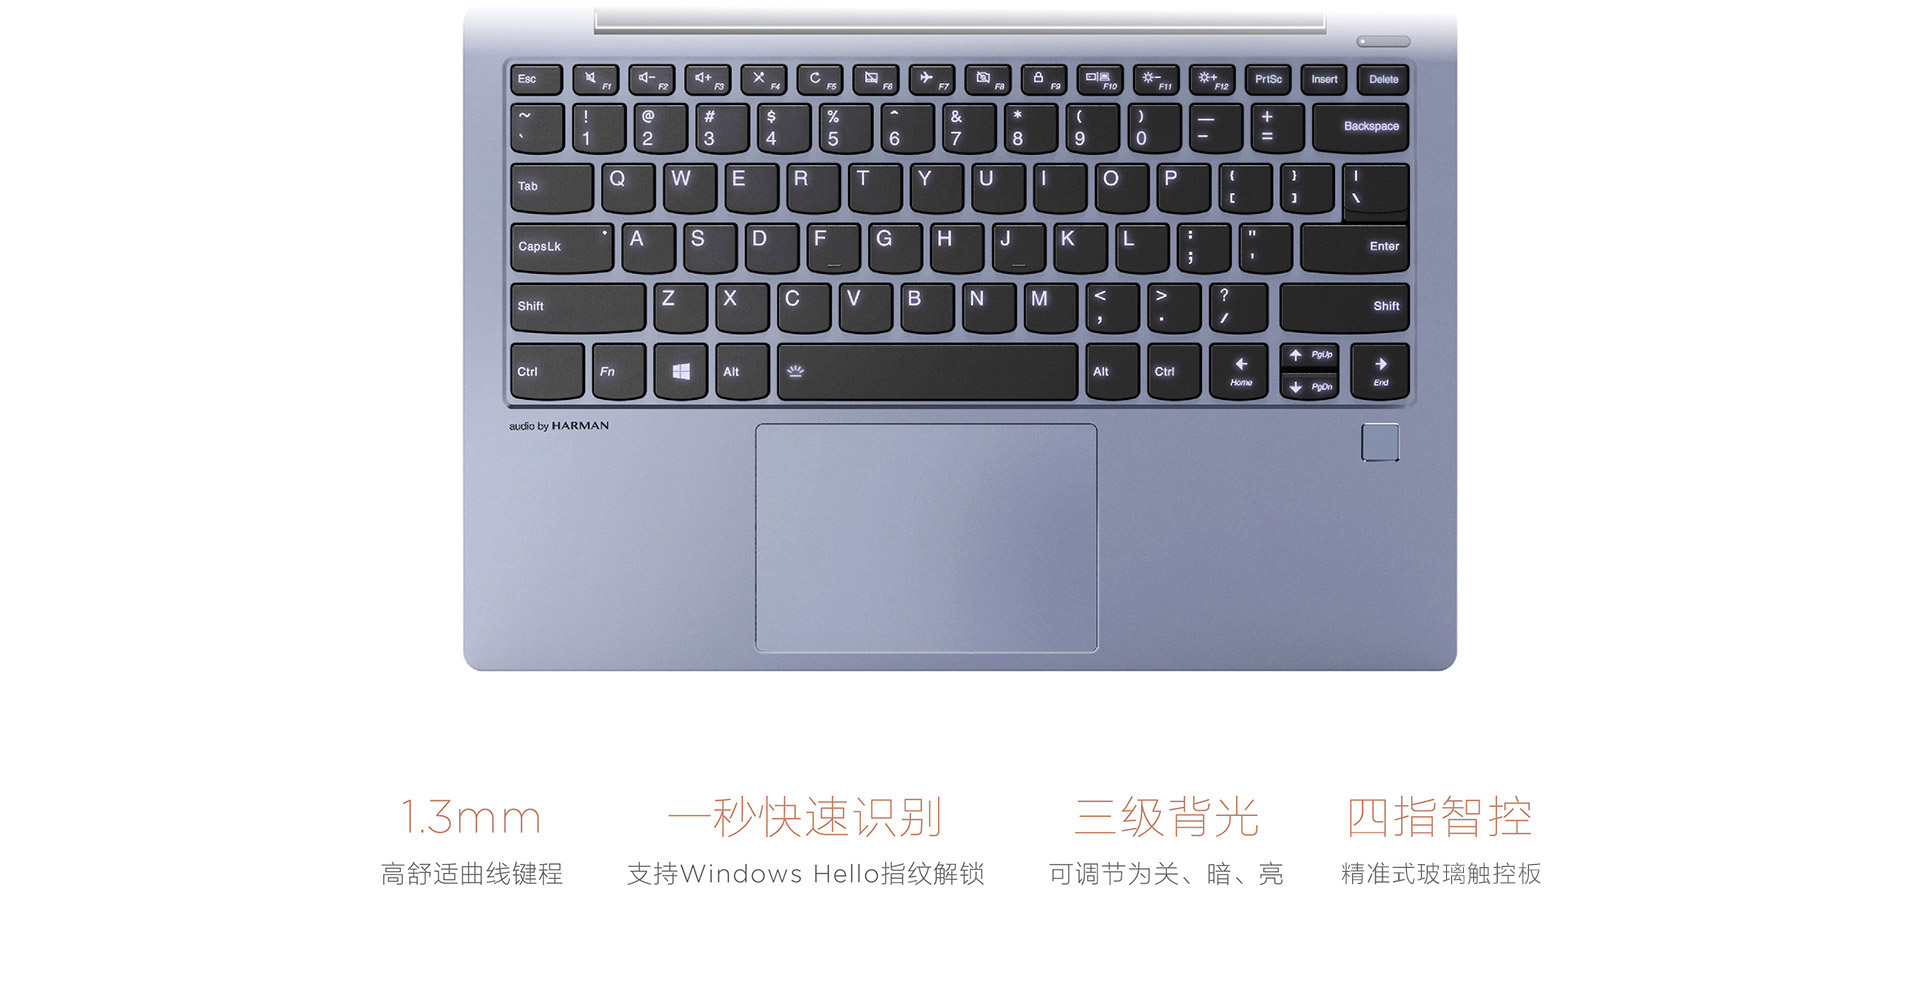 Esc F1 F2 F3 F4 F5 F6 F7 F8 F9 F10 F11 F12 PrtSc Insert Delete
~ ! @ # $ % ^ & * ( ) — +
` 1 2 3 4 5 6 7 8 9 0 - = Backspace
Tab Q W E R T Y U I O P { [ } ] | \
CapsLk A S D F G H J K L : ; " ' Enter
Shift Z X C V B N M < , > . ? / Shift
Ctrl Fn Alt Alt Ctrl Home PgUp PgDn End
audio by HARMAN
1.3mm 一秒快速识别 三级背光 四指智控
高舒适曲线键程 支持Windows Hello指纹解锁 可调节为关、暗、亮 精准式玻璃触控板